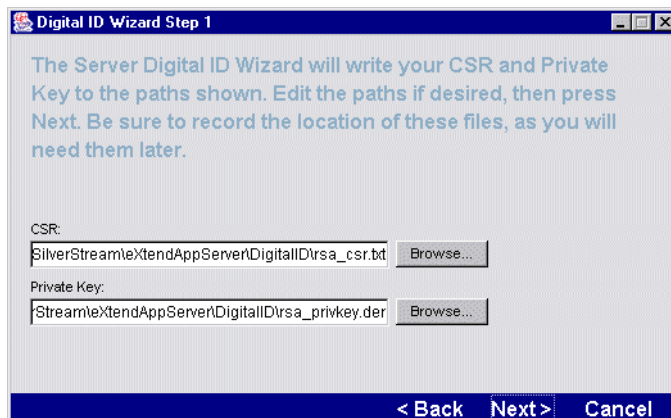 Digital ID Wizard Step 1
The Server Digital ID Wizard will write your CSR and Private
Key to the paths shown. Edit the paths if desired, then press
Next. Be sure to record the location of these files, as you will
need them later.
CSR:
SilverStream\eXtendAppServer\DigitalID\rsa_csr.txt Browse...
Private Key:
rStream\eXtendAppServer\DigitalID\rsa_privkey.der Browse...
< Back Next > Cancel